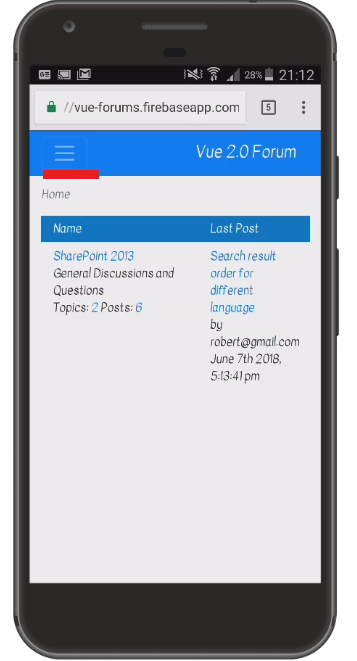 28% 21:12
//vue-forums.firebaseapp.com 5
Vue 2.0 Forum
Home
Name Last Post
SharePoint 2013
General Discussions and
Questions
Topics: 2 Posts: 6
Search result
order for
different
language
by
robert@gmail.com
June 7th 2018,
5:13:41 pm